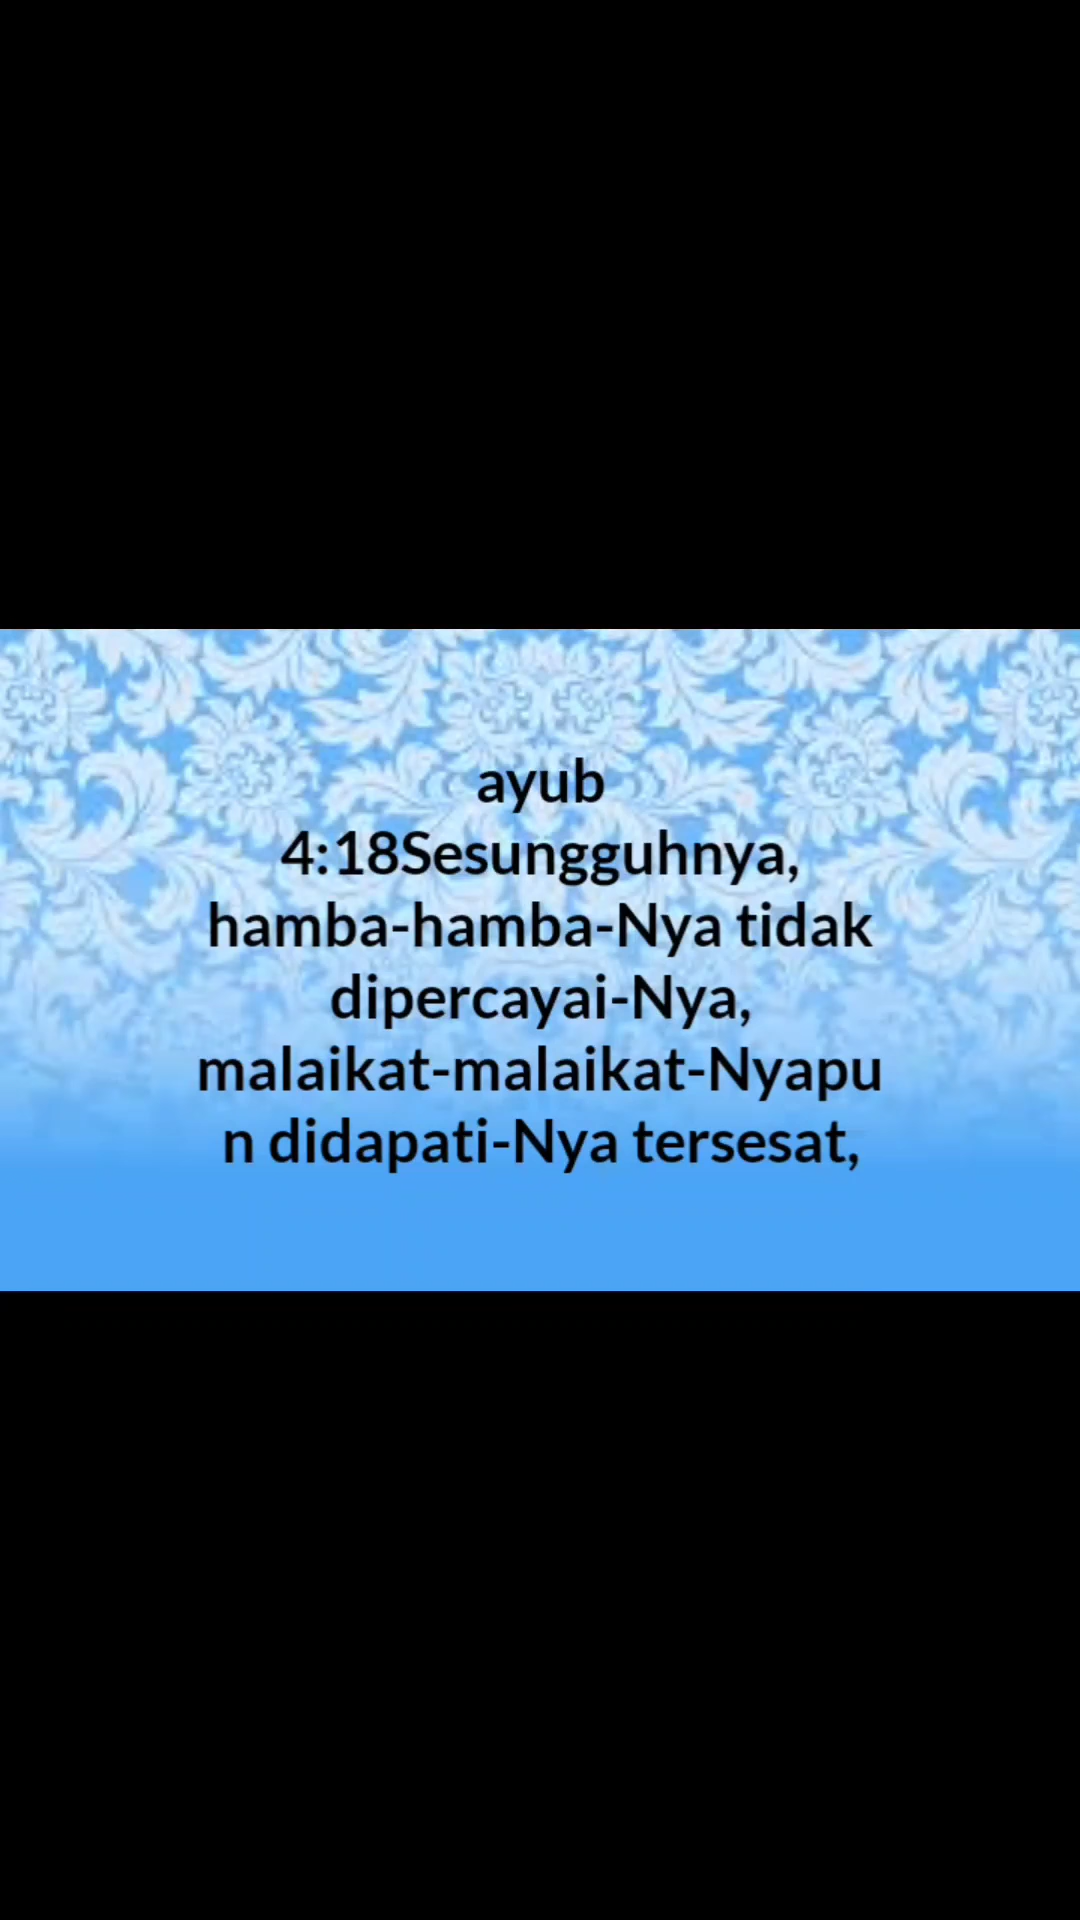 ayub
4:18Sesungguhnya,
hamba-hamba-Nya tidak
dipercayai-Nya,
malaikat-malaikat-Nyapu
n didapati-Nya tersesat,